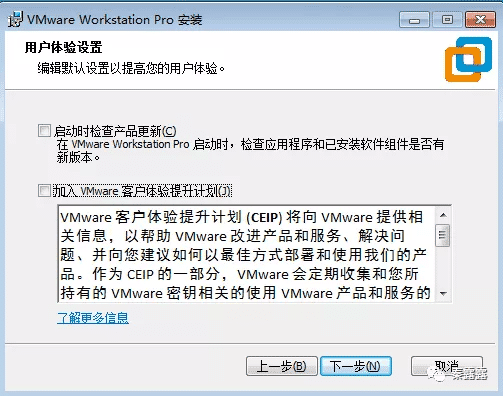 VMware Workstation Pro 安装
用户体验设置
编辑默认设置以提高您的用户体验。
启动时检查产品更新(C)
在 VMware Workstation Pro 启动时，检查应用程序和已安装软件组件是否有
新版本。
加入 VMware 客户体验提升计划(J)
VMware 客户体验提升计划 (CEIP) 将向 VMware 提供相
关信息，以帮助 VMware 改进产品和服务、解决问
题、并向您建议如何以最佳方式部署和使用我们的产
品。作为 CEIP 的一部分，VMware 会定期收集和您所
持有的 VMware 密钥相关的使用 VMware 产品和服务的
了解更多信息
上一步(B)
下一步(N)
取消